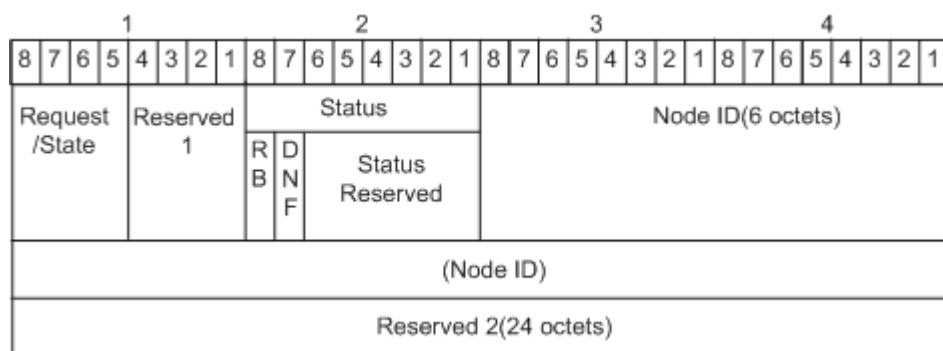 1 2 3 4
8 7 6 5 4 3 2 1 8 7 6 5 4 3 2 1 8 7 6 5 4 3 2 1 8 7 6 5 4 3 2 1
Request
/State
Reserved
1
Status
RB
DNF
Status
Reserved
Node ID(6 octets)
(Node ID)
Reserved 2(24 octets)